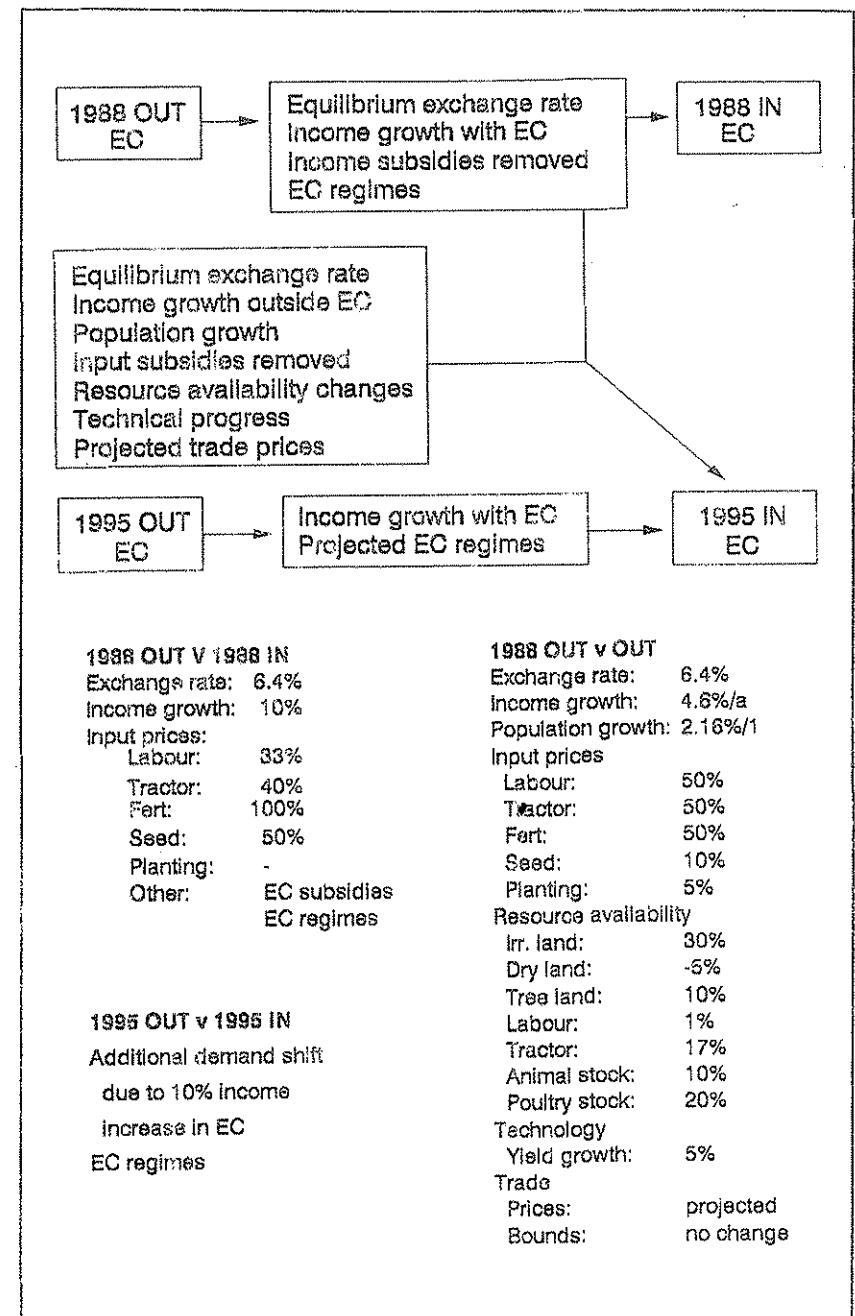 1988 OUT
EC
Equilibrium exchange rate
Income growth with EC
Income subsidies removed
EC regimes
1988 IN
EC
Equilibrium exchange rate
Income growth outside EC
Population growth
Input subsidies removed
Resource availability changes
Technical progress
Projected trade prices
1995 OUT
EC
Income growth with EC
Projected EC regimes
1995 IN
EC
1988 OUT V 1988 IN
Exchange rate: 6.4%
Income growth: 10%
Input prices:
Labour: 33%
Tractor: 40%
Fert: 100%
Seed: 50%
Planting: -
Other: EC subsidies
EC regimes
1995 OUT v 1995 IN
Additional demand shift
due to 10% income
increase in EC
EC regimes
1988 OUT v OUT
Exchange rate: 6.4%
Income growth: 4.6%/a
Population growth: 2.16%/1
Input prices
Labour: 50%
Tractor: 50%
Fert: 50%
Seed: 10%
Planting: 5%
Resource availability
Irr. land: 30%
Dry land: -5%
Tree land: 10%
Labour: 1%
Tractor: 17%
Animal stock: 10%
Poultry stock: 20%
Technology
Yield growth: 5%
Trade
Prices: projected
Bounds: no change